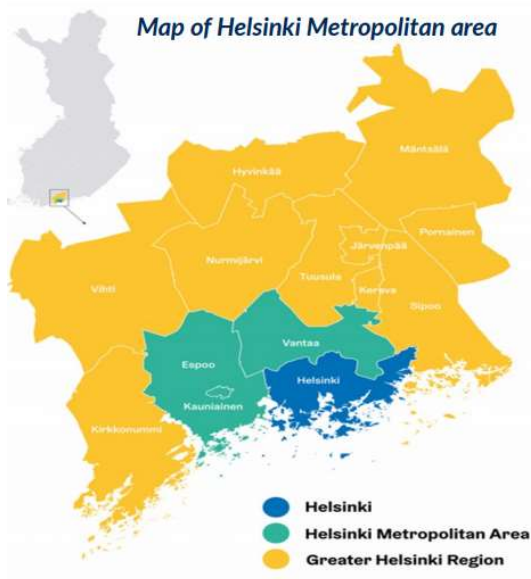 Map of Helsinki Metropolitan area
Mäntsälä
Hyvinkää
Pornainen
Järvenpää
Nurmijärvi
Tuusula
Kerava
Vihti
Sipoo
Vantaa
Espoo
Helsinki
Kauniainen
Kirkkonummi
Helsinki
Helsinki Metropolitan Area
Greater Helsinki Region